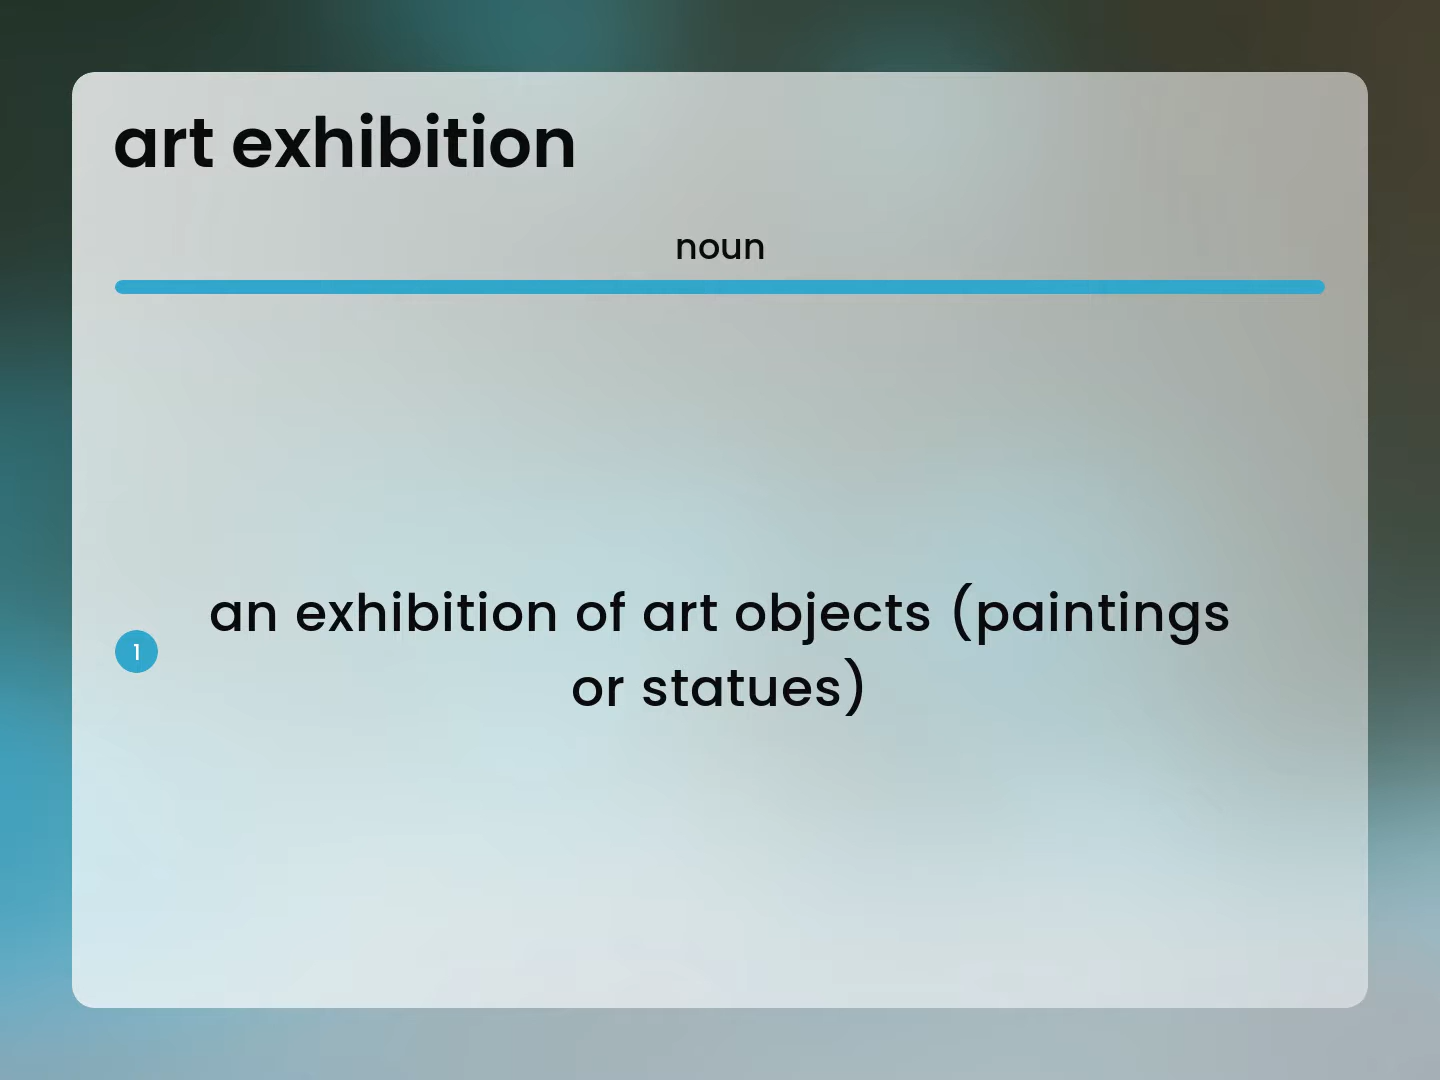 art exhibition
noun
1
an exhibition of art objects (paintings
or statues)